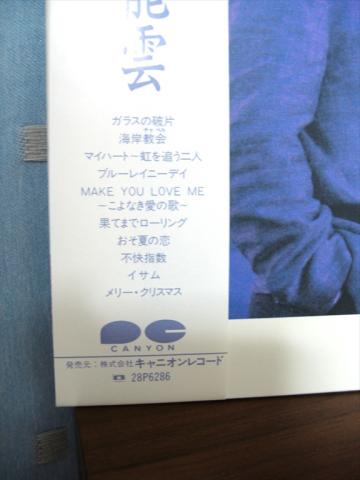 雲
ガラスの破片
チャペル
海岸教会
マイハート～虹を追う二人
ブルーレイニーデイ
MAKE YOU LOVE ME
～こよなき愛の歌～
果てまでローリング
おそ夏の恋
不快指数
イサム
メリー・クリスマス
CANYON
発売元：株式会社キャニオンレコード
28P6286